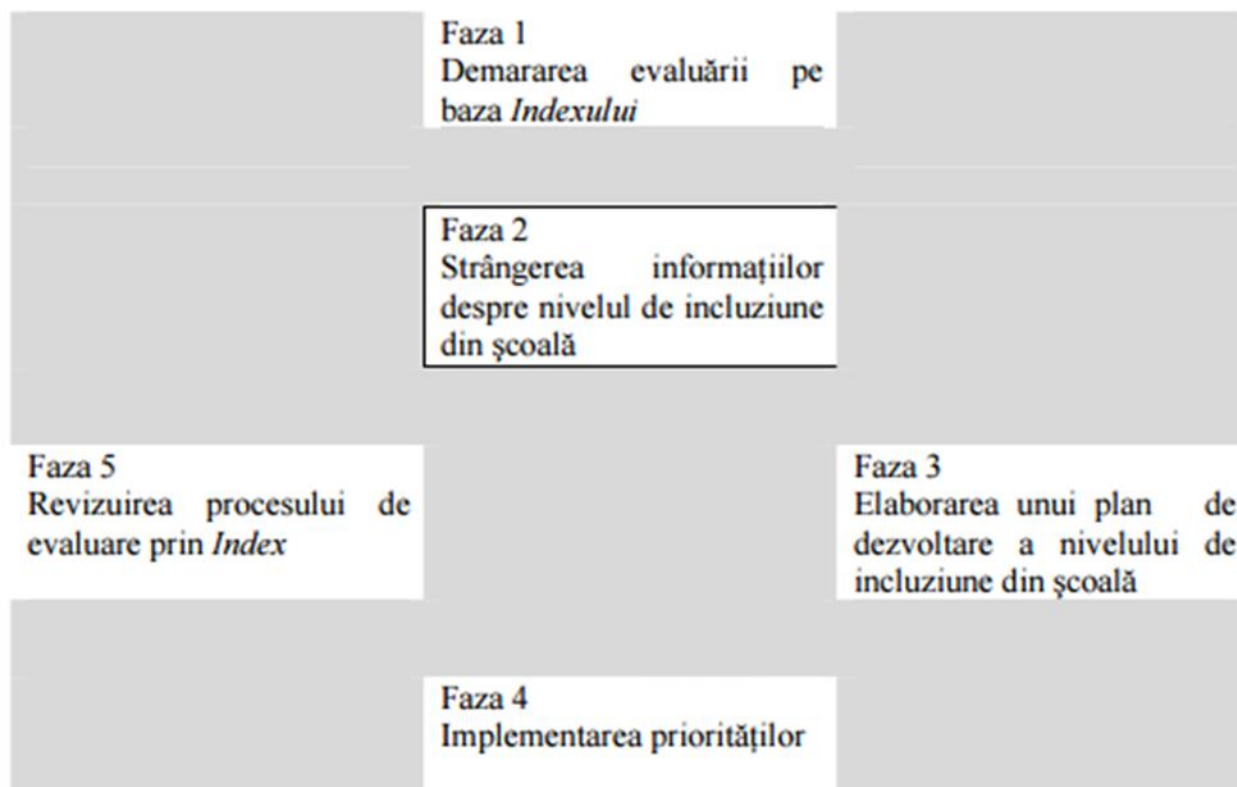 Faza 1
Demararea evaluării pe
baza Indexului
Faza 2
Strângerea informațiilor
despre nivelul de incluziune
din şcoală
Faza 5
Revizuirea procesului de
evaluare prin Index
Faza 3
Elaborarea unui plan de
dezvoltare a nivelului de
incluziune din şcoală
Faza 4
Implementarea priorităților